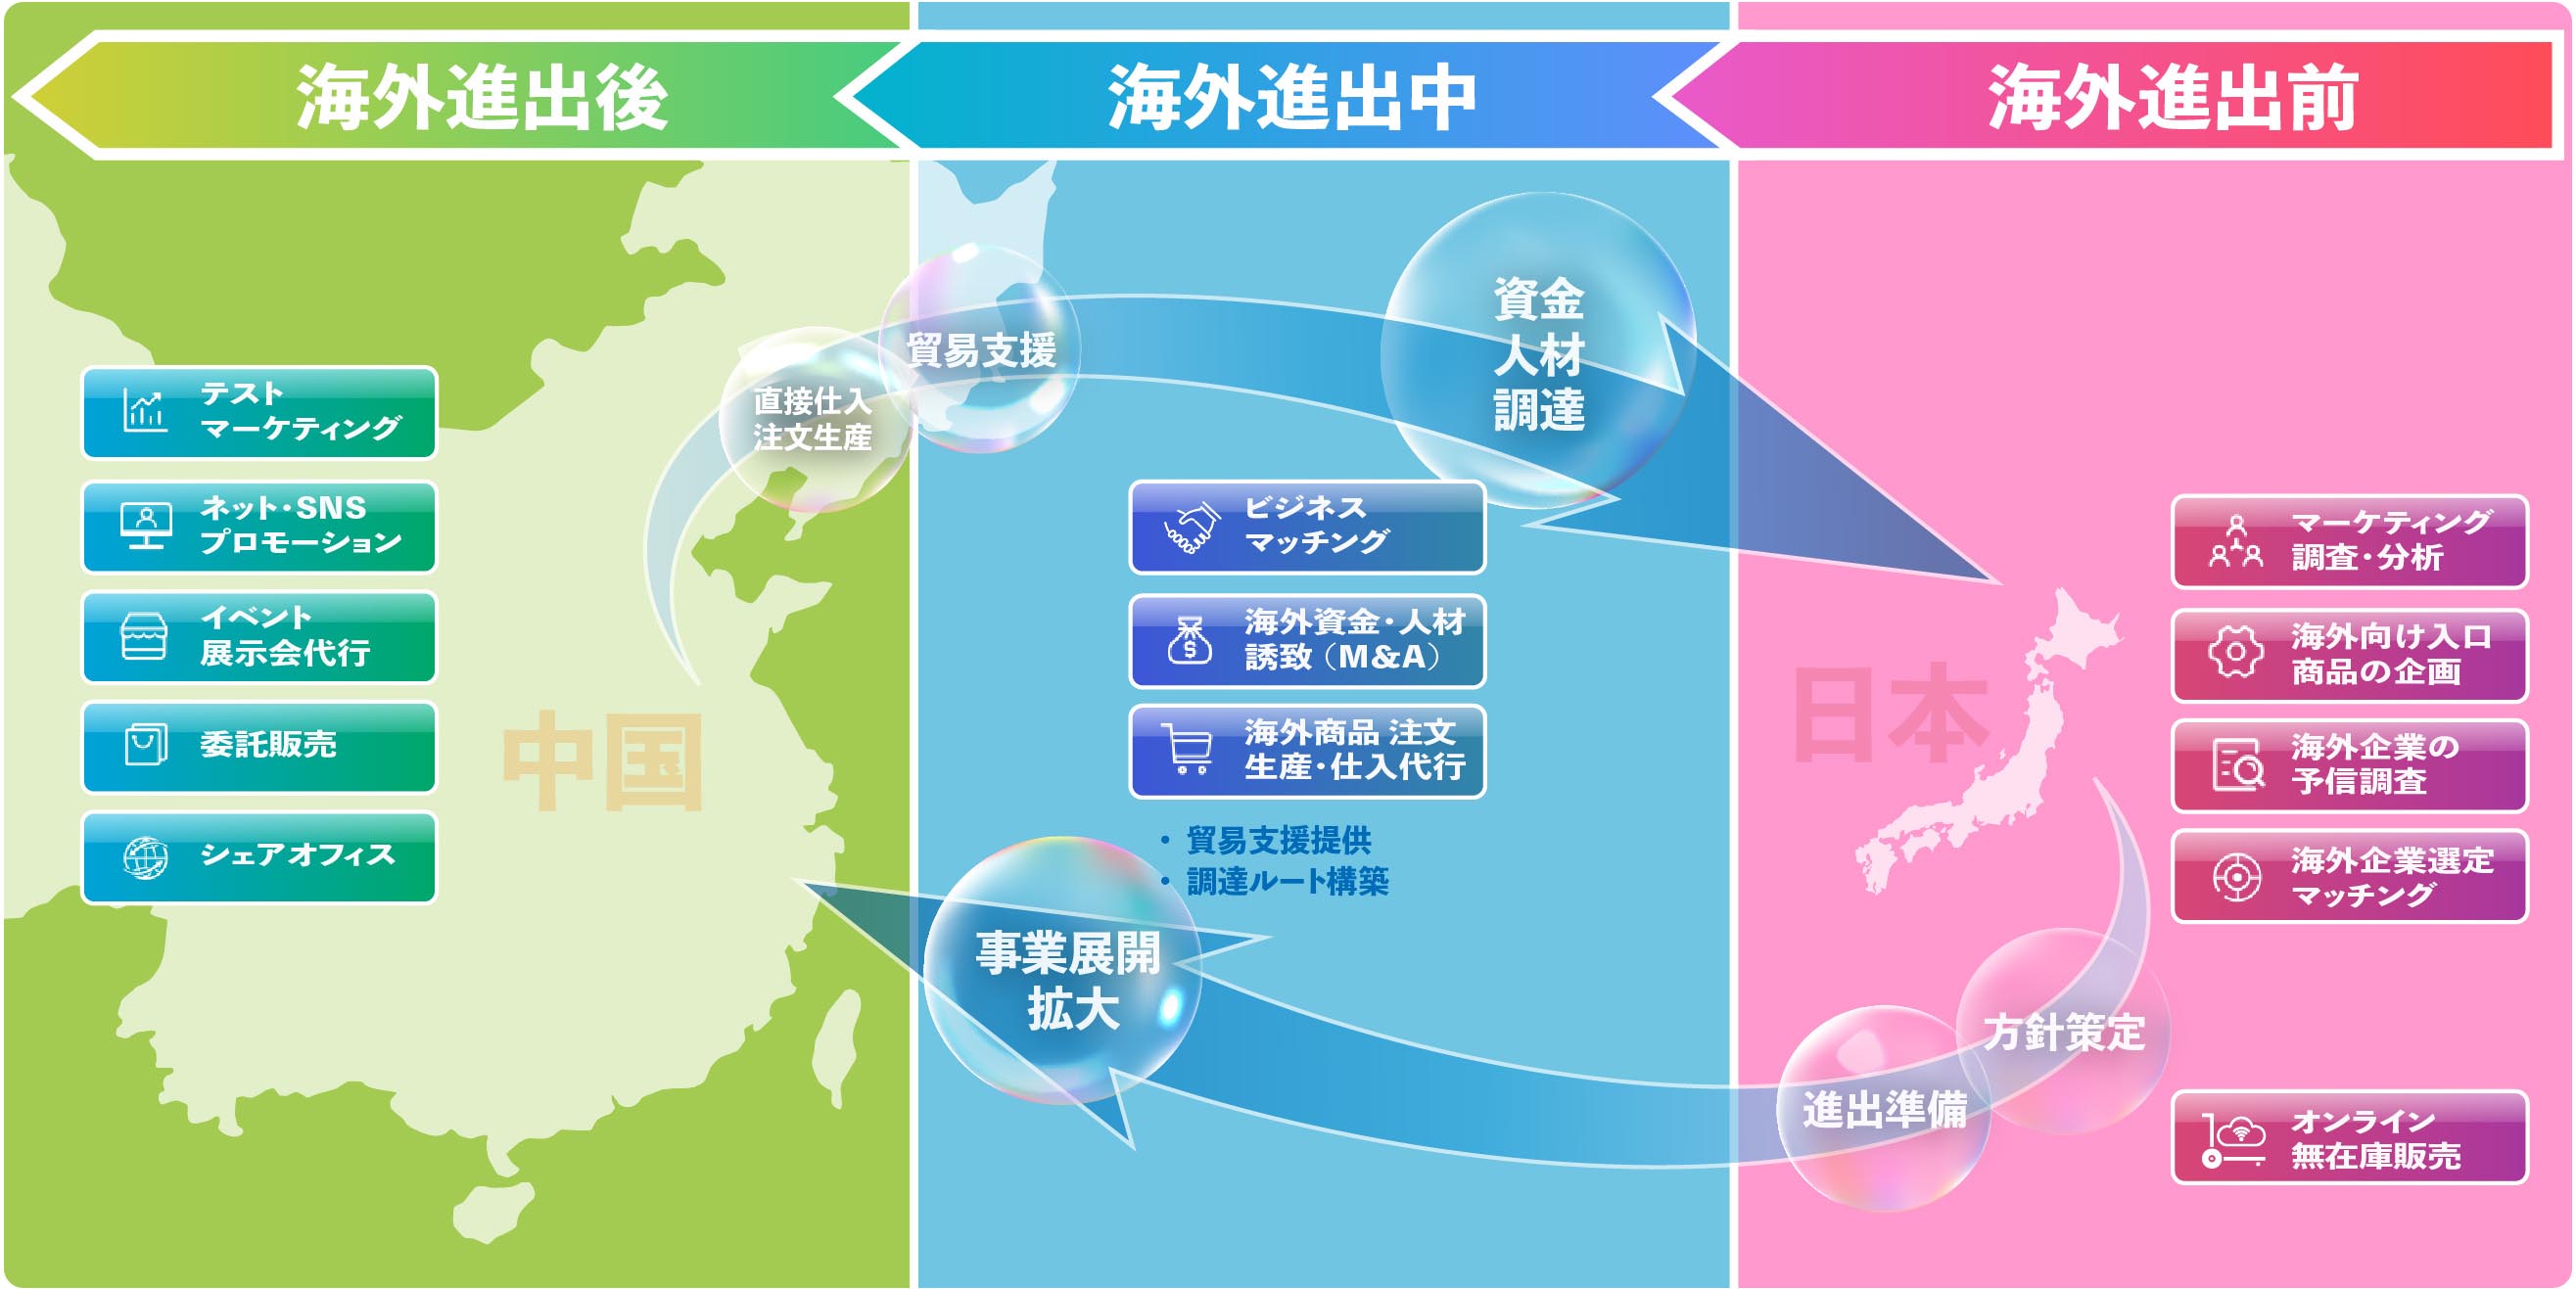 海外進出後
海外進出中
海外進出前
テスト
マーケティング
ネット・SNS
プロモーション
イベント
展示会代行
委託販売
シェアオフィス
中国
直接仕入
注文生産
貿易支援
資金
人材
調達
ビジネス
マッチング
海外資金・人材
誘致（M&A）
海外商品 注文
生産・仕入代行
・ 貿易支援提供
・ 調達ルート構築
事業展開
拡大
日本
マーケティング
調査・分析
海外向け入口
商品の企画
海外企業の
予信調査
海外企業選定
マッチング
方針策定
進出準備
オンライン
無在庫販売